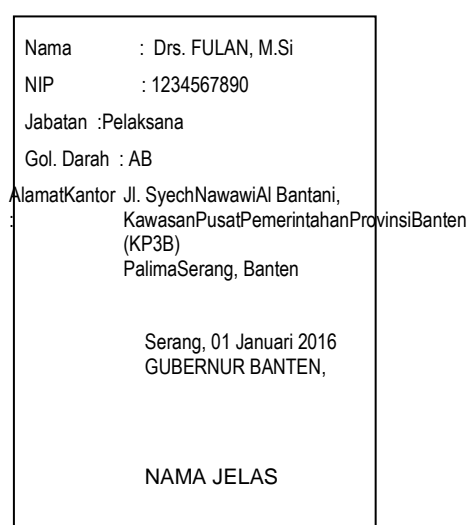 Nama : Drs. FULAN, M.Si
NIP : 1234567890
Jabatan :Pelaksana
Gol. Darah : AB
AlamatKantor Jl. SyechNawawiAl Bantani,
: KawasanPusatPemerintahanProvinsiBanten
(KP3B)
PalimaSerang, Banten
Serang, 01 Januari 2016
GUBERNUR BANTEN,
NAMA JELAS